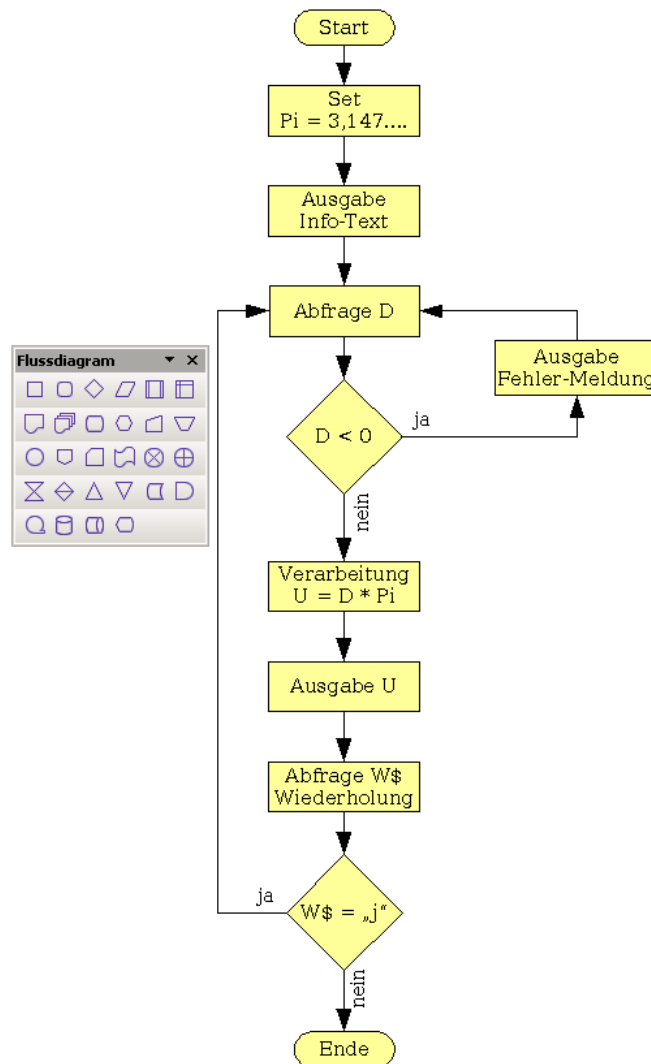 Start
Set
Pi = 3,147....
Ausgabe
Info-Text
Abfrage D
Flussdiagram
Ausgabe
Fehler-Meldung
D < 0
ja
nein
Verarbeitung
U = D * Pi
Ausgabe U
Abfrage W$
Wiederholung
ja
W$ = „j“
nein
Ende